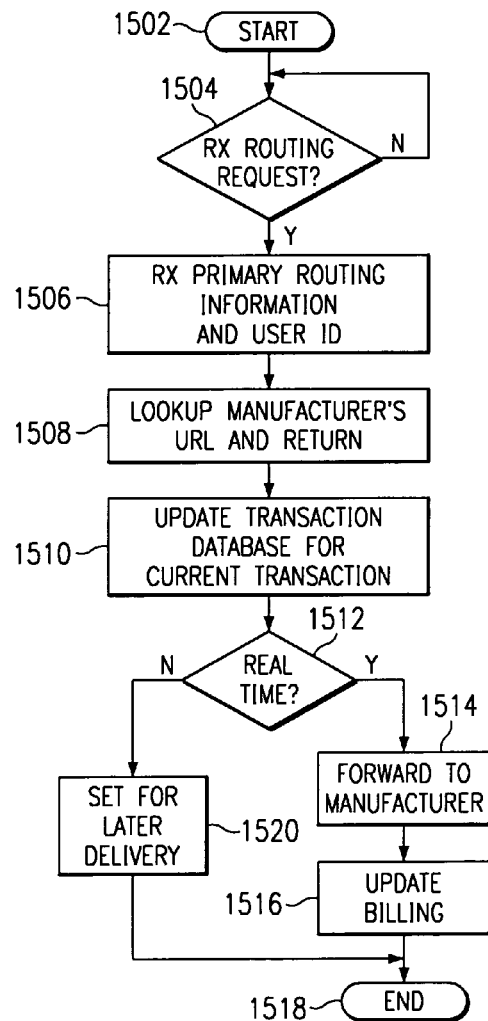 1502
START
1504
RX ROUTING
REQUEST?
N
Y
1506
RX PRIMARY ROUTING
INFORMATION
AND USER ID
1508
LOOKUP MANUFACTURER'S
URL AND RETURN
1510
UPDATE TRANSACTION
DATABASE FOR
CURRENT TRANSACTION
1512
N
REAL
TIME?
Y
1514
SET FOR
LATER
DELIVERY
1520
FORWARD TO
MANUFACTURER
1516
UPDATE
BILLING
1518
END